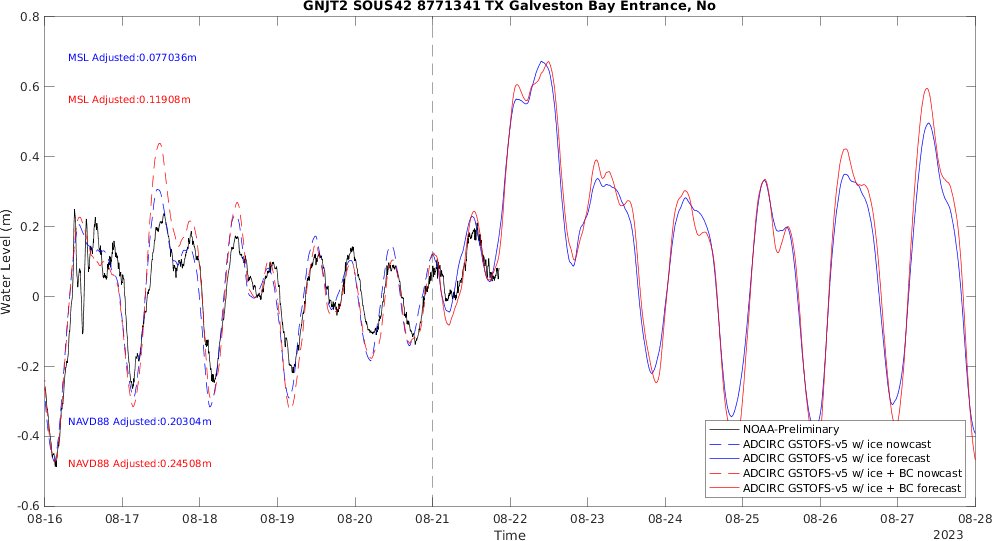 GNJT2 SOUS42 8771341 TX Galveston Bay Entrance, No
0.8
0.6
0.4
0.2
0
-0.2
-0.4
-0.6
Water Level (m)
MSL Adjusted:0.077036m
MSL Adjusted:0.11908m
NAVD88 Adjusted:0.20304m
NAVD88 Adjusted:0.24508m
NOAA-Preliminary
ADCIRC GSTOFS-v5 w/ ice nowcast
ADCIRC GSTOFS-v5 w/ ice forecast
ADCIRC GSTOFS-v5 w/ ice + BC nowcast
ADCIRC GSTOFS-v5 w/ ice + BC forecast
08-16 08-17 08-18 08-19 08-20 08-21 08-22 08-23 08-24 08-25 08-26 08-27 08-28
Time
2023